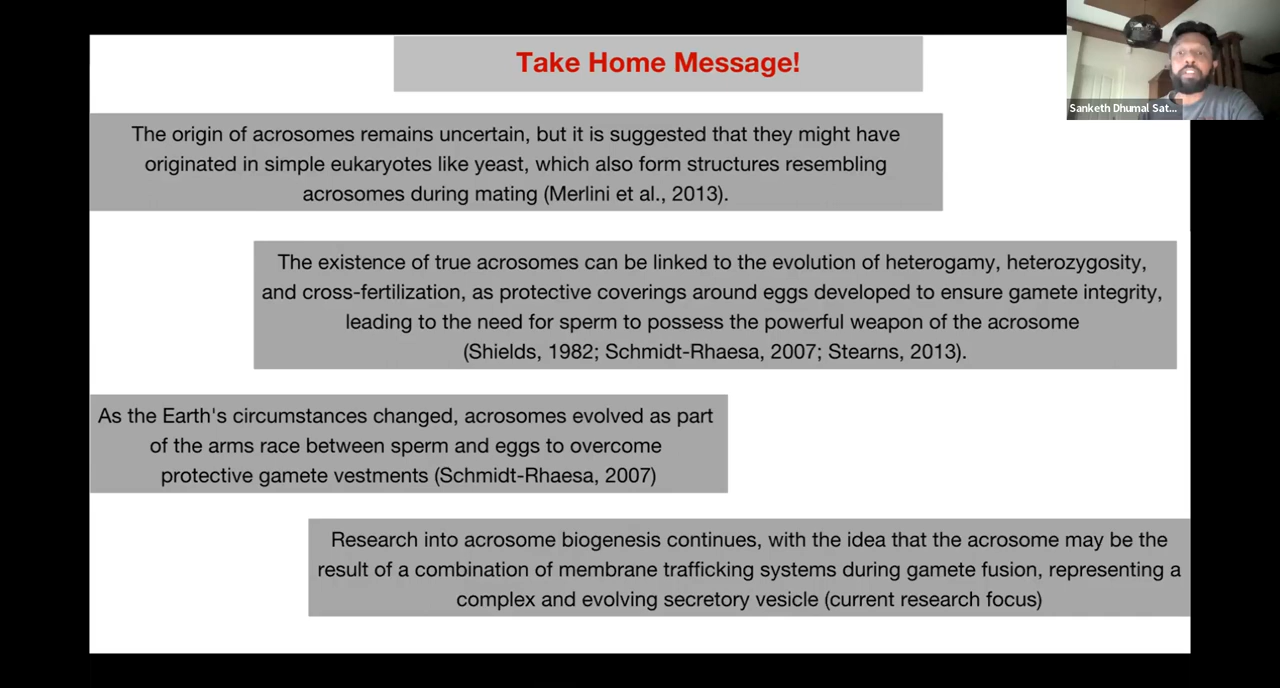 Take Home Message!
Sanketh Dhumal Sat...
The origin of acrosomes remains uncertain, but it is suggested that they might have
originated in simple eukaryotes like yeast, which also form structures resembling
acrosomes during mating (Merlini et al., 2013).
The existence of true acrosomes can be linked to the evolution of heterogamy, heterozygosity,
and cross-fertilization, as protective coverings around eggs developed to ensure gamete integrity,
leading to the need for sperm to possess the powerful weapon of the acrosome
(Shields, 1982; Schmidt-Rhaesa, 2007; Stearns, 2013).
As the Earth's circumstances changed, acrosomes evolved as part
of the arms race between sperm and eggs to overcome
protective gamete vestments (Schmidt-Rhaesa, 2007)
Research into acrosome biogenesis continues, with the idea that the acrosome may be the
result of a combination of membrane trafficking systems during gamete fusion, representing a
complex and evolving secretory vesicle (current research focus)